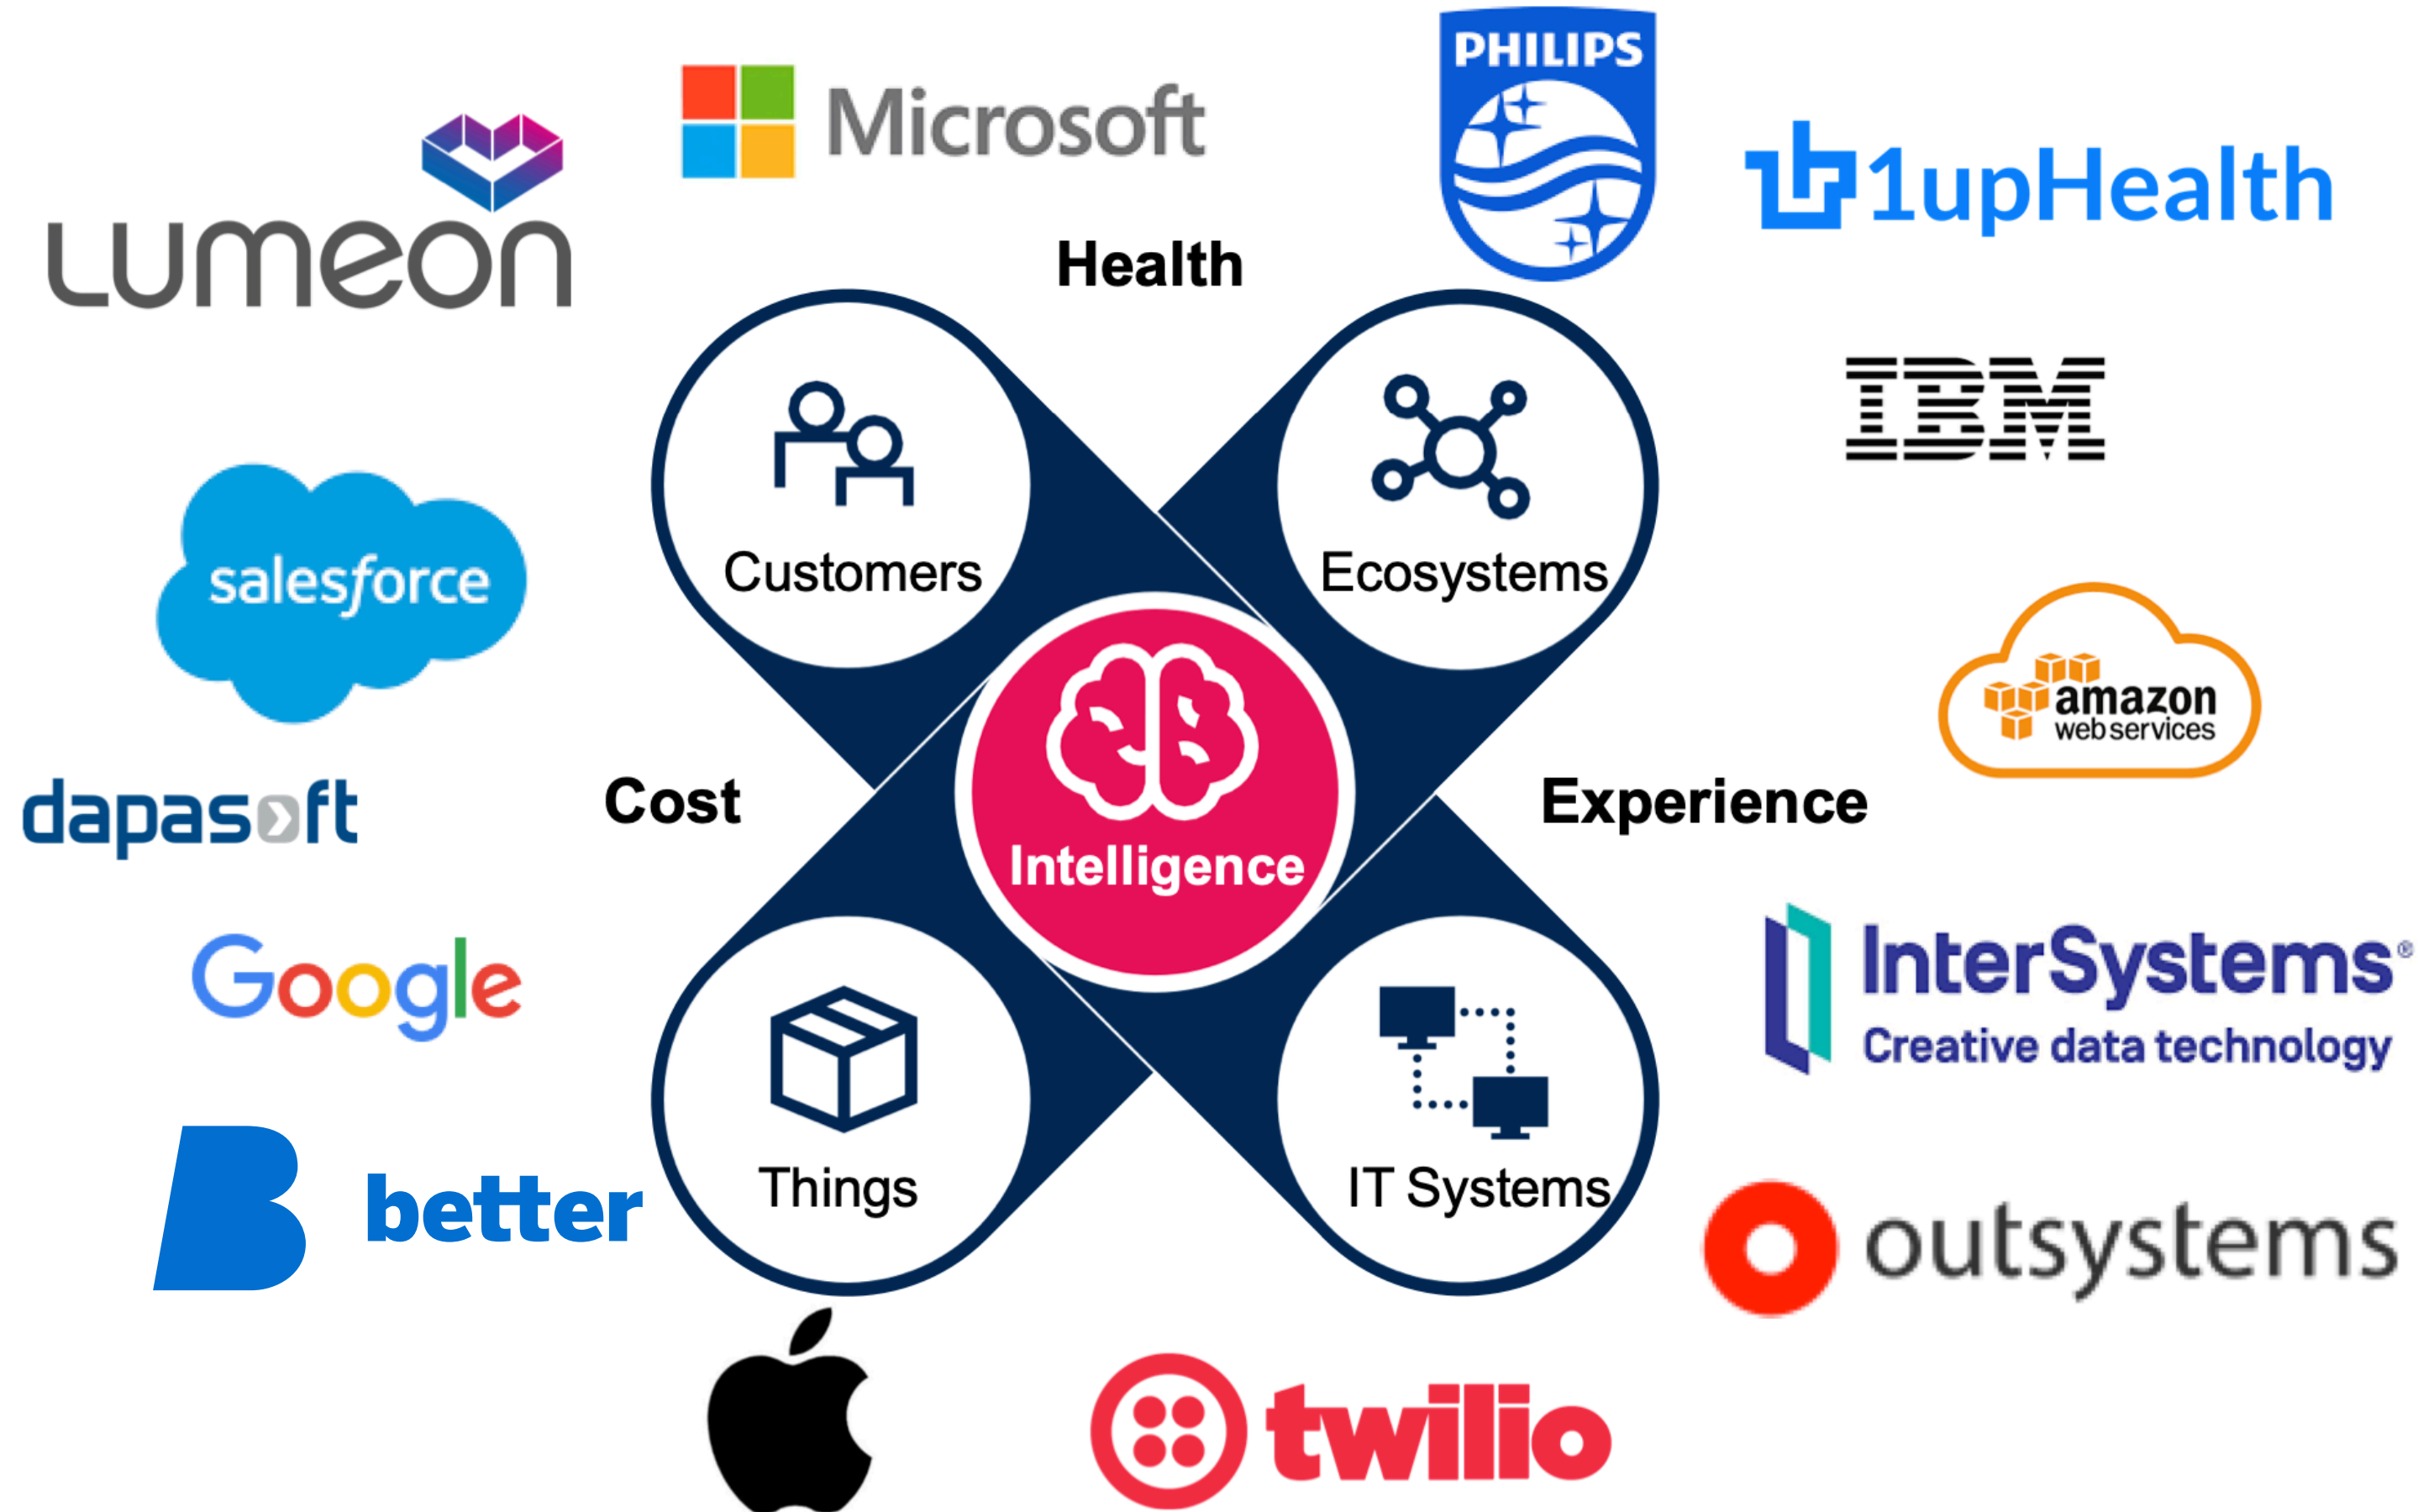 PHILIPS
Microsoft
1upHealth
Lumeon
Health
IBM
Customers
Ecosystems
salesforce
amazon
web services
Cost
Intelligence
Experience
dapasoft
Google
InterSystems®
Creative data technology
Things
IT Systems
better
outsystems
twilio